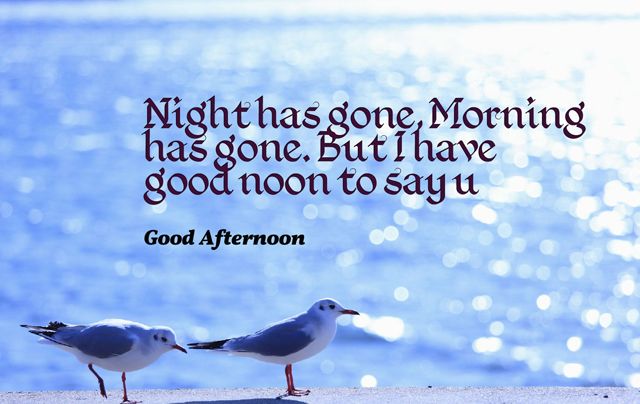 Night has gone, Morning
has gone. But I have
good noon to say u
Good Afternoon